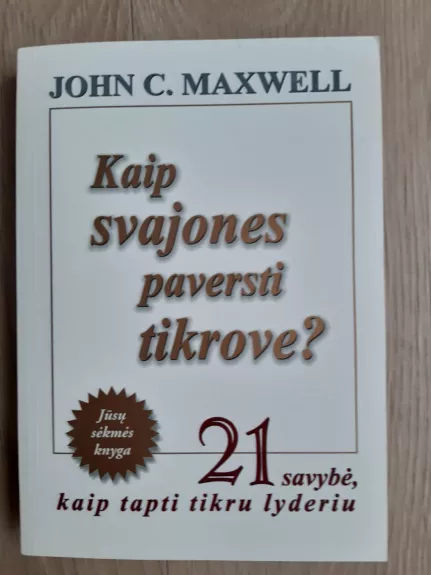 JOHN C. MAXWELL
Kaip
svajones
paversti
tikrove?
Jūsų
sėkmės
knyga
21 savybė,
kaip tapti tikru lyderiu